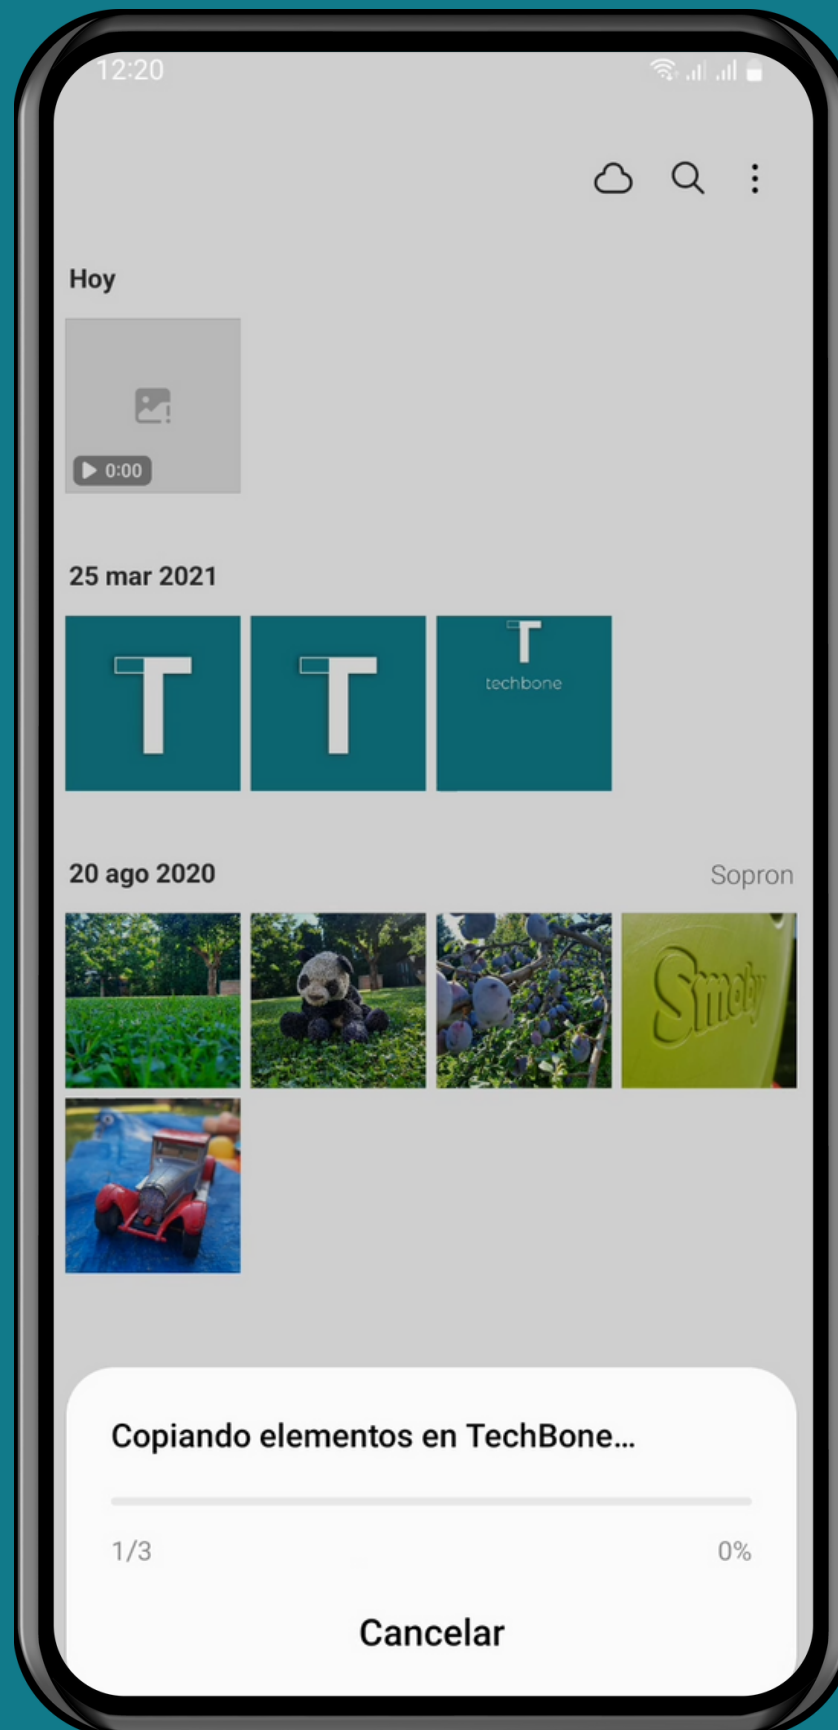 12:20
Hoy
0:00
25 mar 2021
T T T
techbone
20 ago 2020 Sopron
Smoby
Copiando elementos en TechBone...
1/3 0%
Cancelar